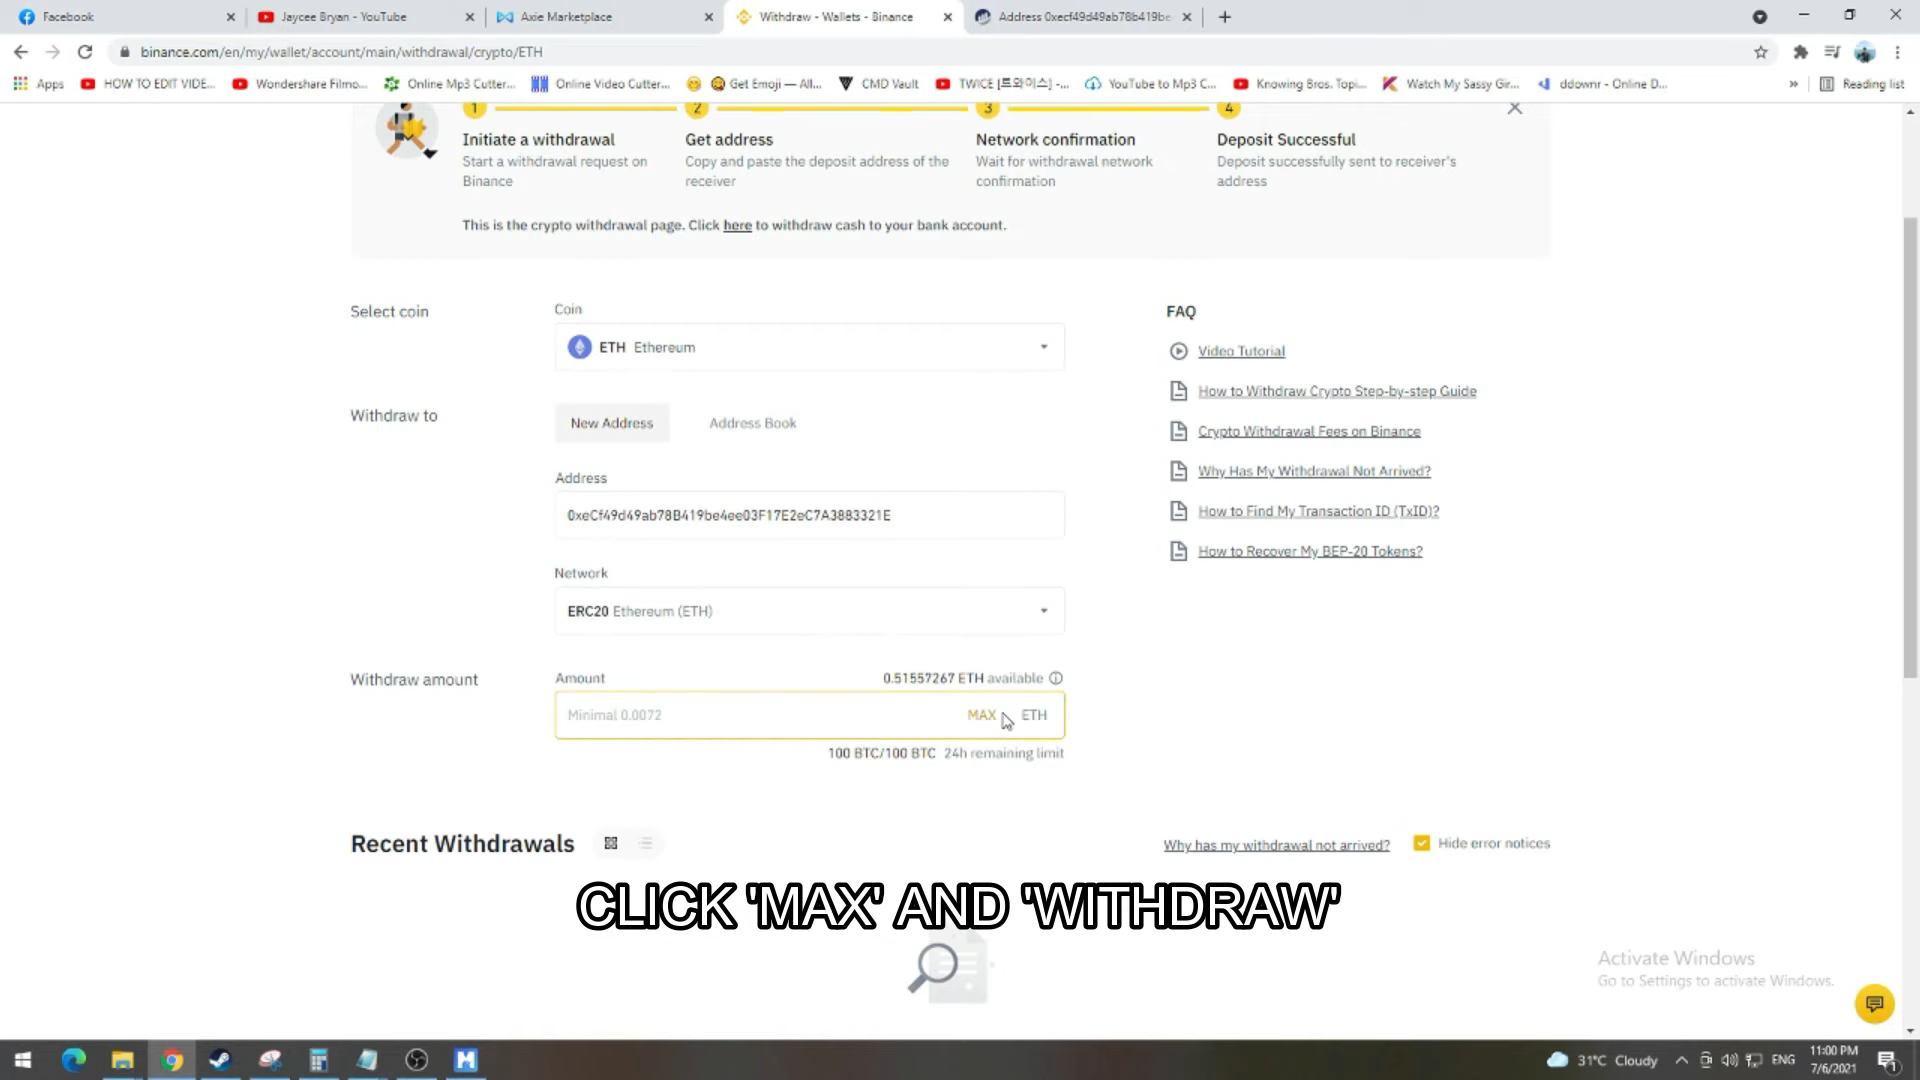 Facebook
Jaycee Bryan - YouTube
Axie Marketplace
Withdraw - Wallets - Binance
Address 0xecf49d49ab78b419be
binance.com/en/my/wallet/account/main/withdrawal/crypto/ETH
Apps
HOW TO EDIT VIDE...
Wondershare Filmo...
Online Mp3 Cutter...
Online Video Cutter...
Get Emoji — All...
CMD Vault
TWICE [트와이스] -...
YouTube to Mp3 C...
Knowing Bros. Topi...
Watch My Sassy Gir...
ddownr - Online D...
»
Reading list
1
2
3
4
Initiate a withdrawal
Start a withdrawal request on
Binance
Get address
Copy and paste the deposit address of the
receiver
Network confirmation
Wait for withdrawal network
confirmation
Deposit Successful
Deposit successfully sent to receiver's
address
This is the crypto withdrawal page. Click here to withdraw cash to your bank account.
Select coin
Coin
ETH Ethereum
Withdraw to
New Address
Address Book
Address
0xeCf49d49ab78B419be4ee03F17E2eC7A3883321E
Network
ERC20 Ethereum (ETH)
Withdraw amount
Amount
0.51557267 ETH available
Minimal 0.0072
MAX
ETH
100 BTC/100 BTC 24h remaining limit
FAQ
Video Tutorial
How to Withdraw Crypto Step-by-step Guide
Crypto Withdrawal Fees on Binance
Why Has My Withdrawal Not Arrived?
How to Find My Transaction ID (TxID)?
How to Recover My BEP-20 Tokens?
Recent Withdrawals
Why has my withdrawal not arrived?
Hide error notices
CLICK 'MAX' AND 'WITHDRAW'
Activate Windows
Go to Settings to activate Windows.
31°C Cloudy
ENG
11:00 PM
7/6/2021
1